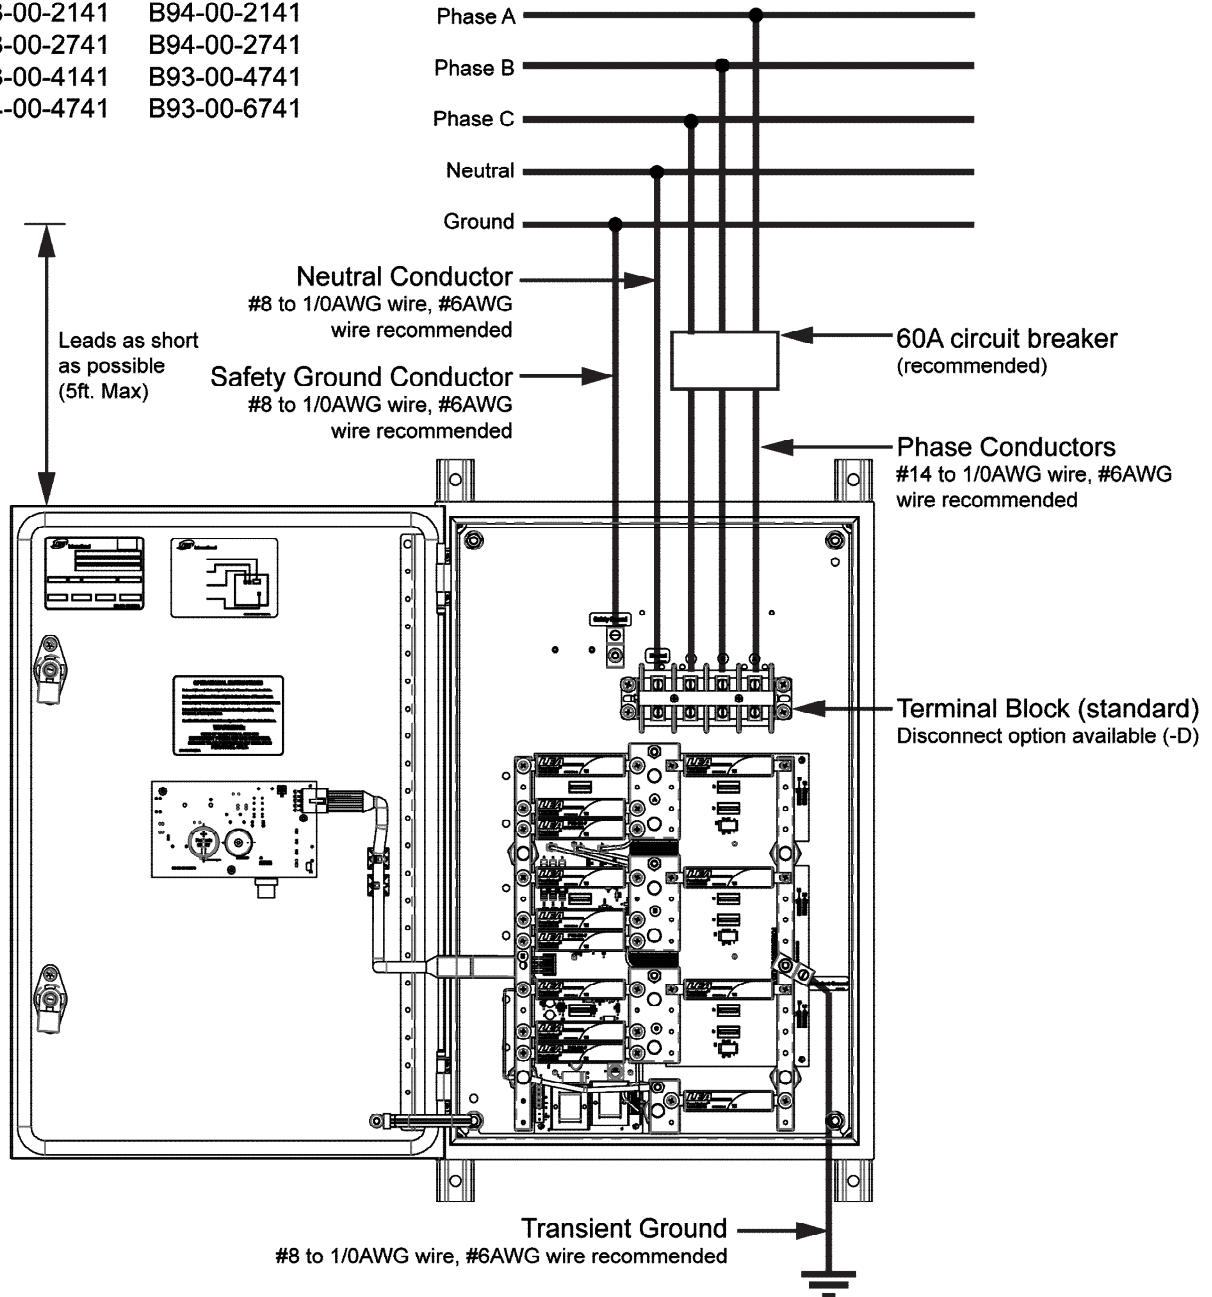 -00-2141 B94-00-2141
-00-2741 B94-00-2741
-00-4141 B93-00-4741
-00-4741 B93-00-6741
Phase A
Phase B
Phase C
Neutral
Ground
Neutral Conductor
#8 to 1/0AWG wire, #6AWG
wire recommended
Leads as short
as possible
(5ft. Max)
60A circuit breaker
(recommended)
Safety Ground Conductor
#8 to 1/0AWG wire, #6AWG
wire recommended
Phase Conductors
#14 to 1/0AWG wire, #6AWG
wire recommended
Terminal Block (standard)
Disconnect option available (-D)
Transient Ground
#8 to 1/0AWG wire, #6AWG wire recommended